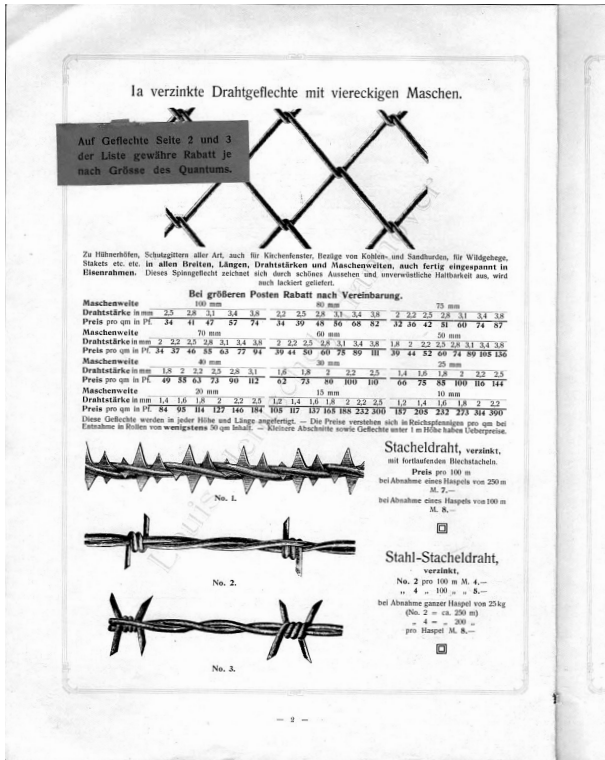 Ia verzinkte Drahtgeflechte mit viereckigen Maschen.
Auf Geflechte Seite 2 und 3
der Liste gewähre Rabatt je
nach Grösse des Quantums.
Zu Hühnerhöfen, Schutzgittern aller Art, auch für Kirchenfenster, Bezüge von Kohlen- und Sandhurden, für Wildgehege,
Stakets etc. etc. in allen Breiten, Längen, Drahtstärken und Maschenweiten, auch fertig eingespannt in
Eisenrahmen. Dieses Spinngeflecht zeichnet sich durch schönes Aussehen und unverwüstliche Haltbarkeit aus, wird
auch lackiert geliefert.
Bei größeren Posten Rabatt nach Vereinbarung.
Maschenweite 100 mm 80 mm 75 mm
Drahtstärke in mm 2,5 2,8 3,1 3,4 3,8 2,2 2,5 2,8 3,1 3,4 3,8 2 2,2 2,5 2,8 3,1 3,4 3,8
Preis pro qm in Pf. 34 41 47 57 74 34 39 48 56 68 82 32 36 42 51 60 74 87
Maschenweite 70 mm 60 mm 50 mm
Drahtstärke in mm 2 2,2 2,5 2,8 3,1 3,4 3,8 2 2,2 2,5 2,8 3,1 3,4 3,8 1,8 2 2,2 2,5 2,8 3,1 3,4 3,8
Preis pro qm in Pf. 34 37 46 55 63 77 94 39 44 50 60 75 89 111 39 44 52 60 74 89 105 136
Maschenweite 40 mm 30 mm 25 mm
Drahtstärke in mm 1,8 2 2,2 2,5 2,8 3,1 1,6 1,8 2 2,2 2,5 1,4 1,6 1,8 2 2,2 2,5
Preis pro qm in Pf. 49 55 63 73 90 112 62 73 80 100 110 66 75 85 100 116 144
Maschenweite 20 mm 15 mm 10 mm
Drahtstärke in mm 1,4 1,6 1,8 2 2,2 2,5 1,2 1,4 1,6 1,8 2 2,2 2,5 1,2 1,4 1,6 1,8 2 2,2
Preis pro qm in Pf. 84 95 114 127 146 184 105 117 137 165 188 232 300 157 205 232 273 314 390
Diese Geflechte werden in jeder Höhe und Länge angefertigt. — Die Preise verstehen sich in Reichspfennigen pro qm bei
Entnahme in Rollen von wenigstens 50 qm Inhalt. — Kleinere Abschnitte sowie Geflechte unter 1 m Höhe haben Ueberpreise.
No. 1.
Stacheldraht, verzinkt,
mit fortlaufenden Blechstacheln.
Preis pro 100 m
bei Abnahme eines Haspels von 250 m
M. 7.—
bei Abnahme eines Haspels von 100 m
M. 8.—
No. 2.
Stahl-Stacheldraht,
verzinkt,
No. 2 pro 100 m M. 4.—
„ 4 „ 100 „ „ 5.—
bei Abnahme ganzer Haspel von 25 kg
(No. 2 = ca. 250 m)
„ 4 = „ 200 „
pro Haspel M. 8.—
No. 3.
— 2 —